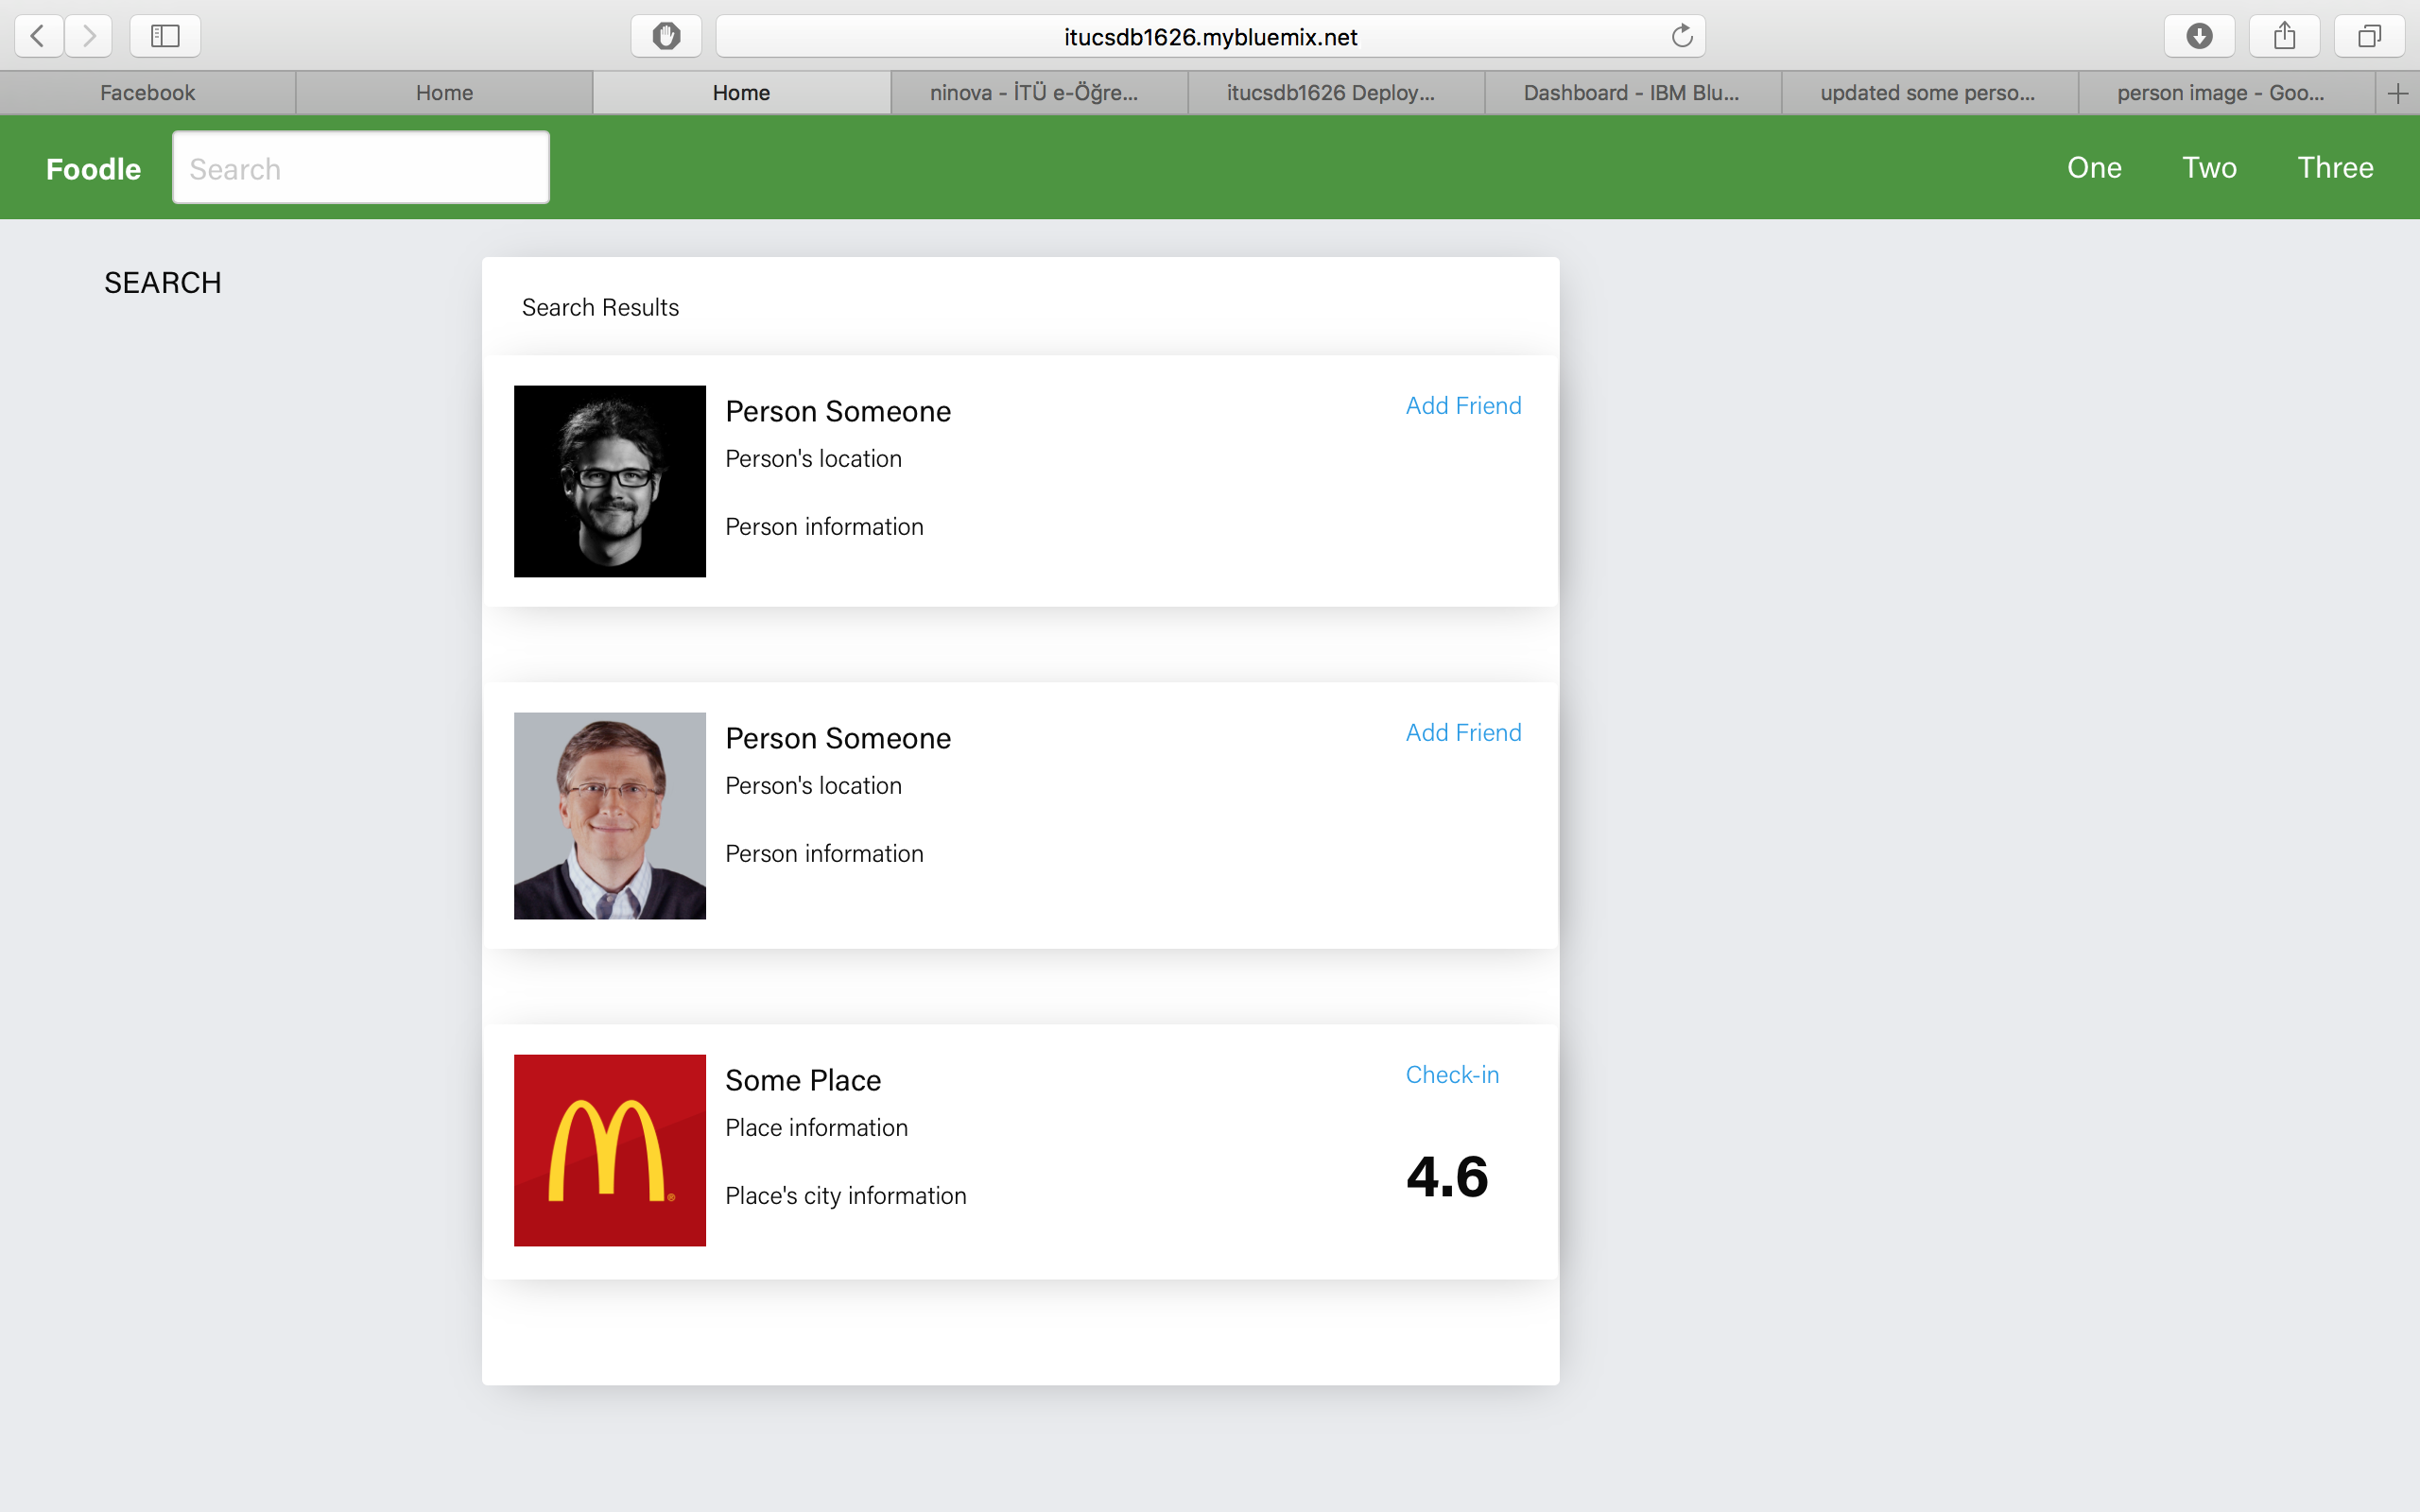 itucsdb1626.mybluemix.net
Facebook
Home
Home
ninova - İTÜ e-Öğre...
itucsdb1626 Deploy...
Dashboard - IBM Blu...
updated some perso...
person image - Goo...
Foodle
Search
One
Two
Three
SEARCH
Search Results
Person Someone
Add Friend
Person's location
Person information
Person Someone
Add Friend
Person's location
Person information
Some Place
Check-in
Place information
4.6
Place's city information